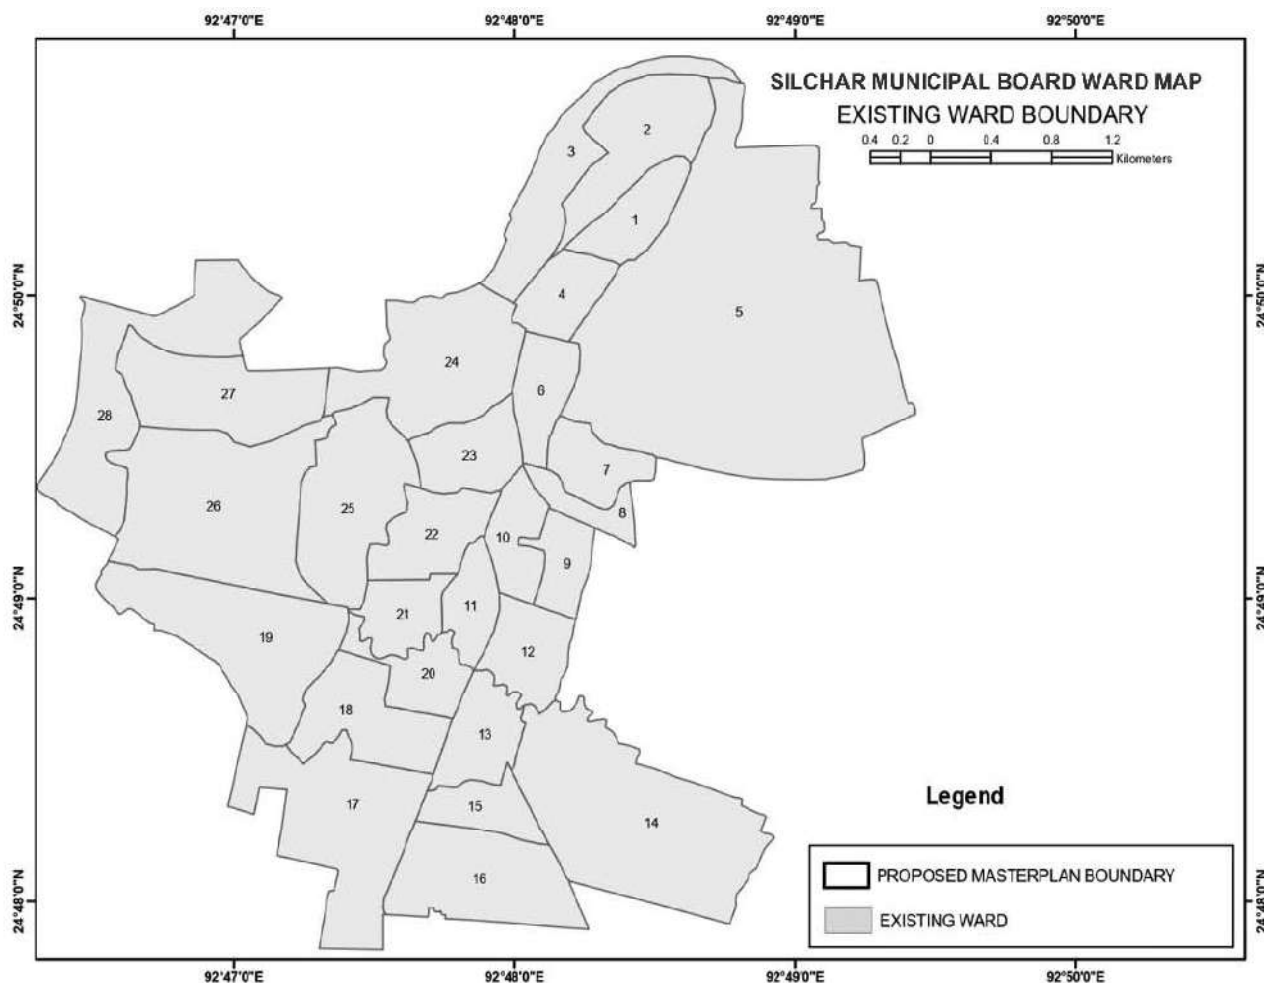 92°47'0"E 92°48'0"E 92°49'0"E 92°50'0"E
SILCHAR MUNICIPAL BOARD WARD MAP
EXISTING WARD BOUNDARY
0.4 0.2 0 0.4 0.8 1.2
Kilometers
2
3
1
24°50'0"N 24°50'0"N
4
5
24
6
27
28
23
7
26
25
8
22
10
9
24°49'0"N 24°49'0"N
11
21
19
12
20
18
13
Legend
17
15
14
16
PROPOSED MASTERPLAN BOUNDARY
24°48'0"N 24°48'0"N
EXISTING WARD
92°47'0"E 92°48'0"E 92°49'0"E 92°50'0"E